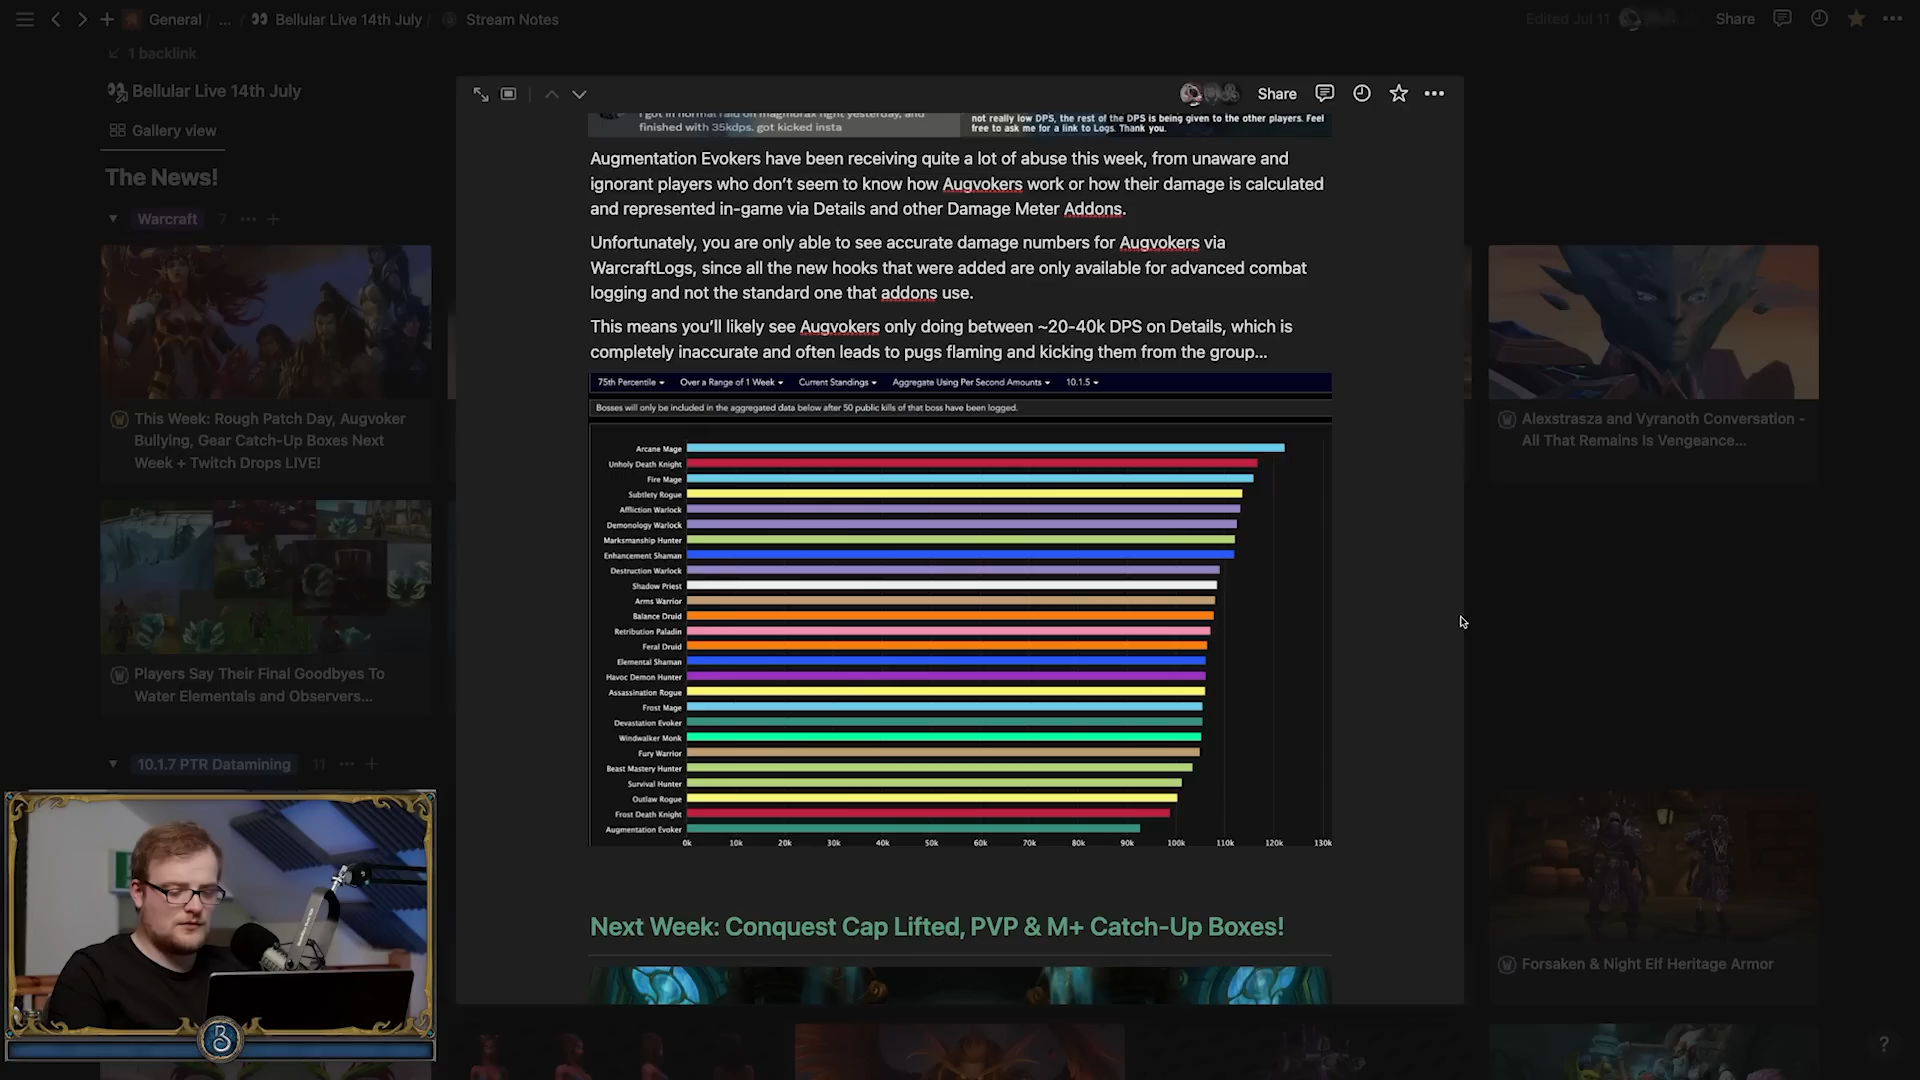 General / ... / Bellular Live 14th July / Stream Notes
Edited Jul 11
Share
1 backlink
Bellular Live 14th July
Gallery view
The News!
Warcraft 7
This Week: Rough Patch Day, Augvoker
Bullying, Gear Catch-Up Boxes Next
Week + Twitch Drops LIVE!
Players Say Their Final Goodbyes To
Water Elementals and Observers...
10.1.7 PTR Datamining 11
Share
I got in normal raid on magmorax fight yesterday, and
finished with 35kdps. got kicked insta
not really low DPS, the rest of the DPS is being given to the other players. Feel
free to ask me for a link to Logs. Thank you.
Augmentation Evokers have been receiving quite a lot of abuse this week, from unaware and
ignorant players who don't seem to know how Augvokers work or how their damage is calculated
and represented in-game via Details and other Damage Meter Addons.
Unfortunately, you are only able to see accurate damage numbers for Augvokers via
WarcraftLogs, since all the new hooks that were added are only available for advanced combat
logging and not the standard one that addons use.
This means you'll likely see Augvokers only doing between ~20-40k DPS on Details, which is
completely inaccurate and often leads to pugs flaming and kicking them from the group...
75th Percentile Over a Range of 1 Week Current Standings Aggregate Using Per Second Amounts 10.1.5
Bosses will only be included in the aggregated data below after 50 public kills of that boss have been logged.
Arcane Mage
Unholy Death Knight
Fire Mage
Subtlety Rogue
Affliction Warlock
Demonology Warlock
Marksmanship Hunter
Enhancement Shaman
Destruction Warlock
Shadow Priest
Arms Warrior
Balance Druid
Retribution Paladin
Feral Druid
Elemental Shaman
Havoc Demon Hunter
Assassination Rogue
Frost Mage
Devastation Evoker
Windwalker Monk
Fury Warrior
Beast Mastery Hunter
Survival Hunter
Outlaw Rogue
Frost Death Knight
Augmentation Evoker
0k 10k 20k 30k 40k 50k 60k 70k 80k 90k 100k 110k 120k 130k
Next Week: Conquest Cap Lifted, PVP & M+ Catch-Up Boxes!
Alexstrasza and Vyranoth Conversation -
All That Remains Is Vengeance...
Forsaken & Night Elf Heritage Armor
B
?